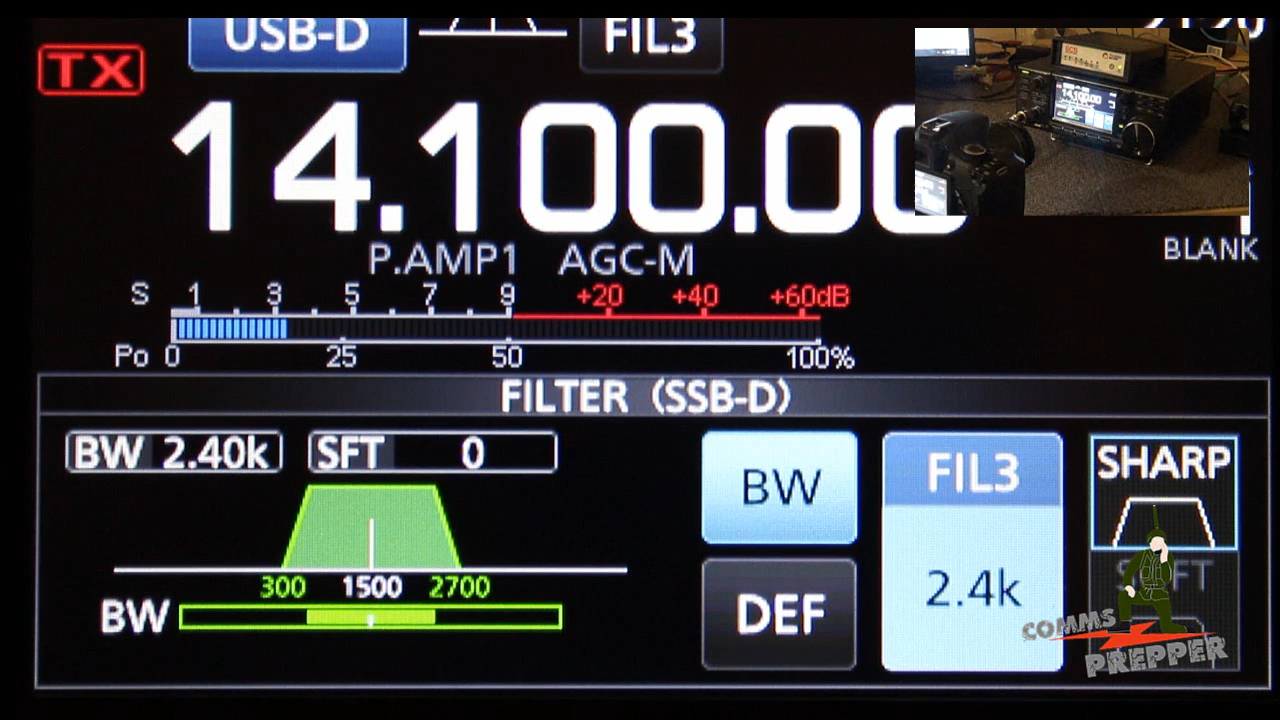 USB-D FIL3
TX
14.100.00
P.AMP1 AGC-M
BLANK
S 1 3 5 7 9 +20 +40 +60dB
Po 0 25 50 100%
FILTER (SSB-D)
BW 2.40k SFT 0
BW FIL3 SHARP
300 1500 2700
2.4k
BW DEF
COMMS
PREPPER